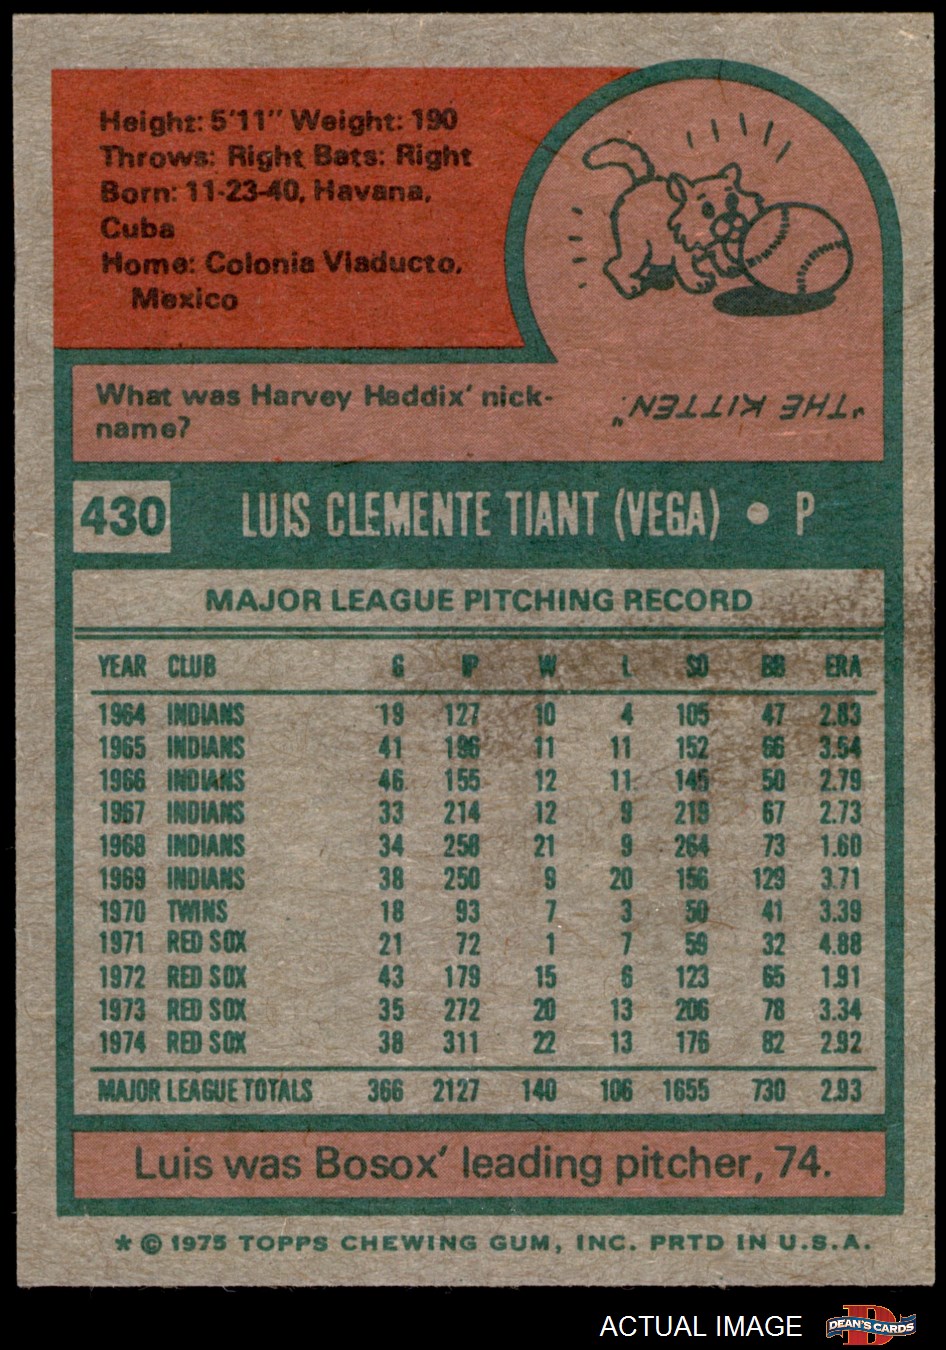 Height: 5'11" Weight: 190
Throws: Right Bats: Right
Born: 11-23-40, Havana,
Cuba
Home: Colonia Viaducto,
Mexico
What was Harvey Haddix' nick-
name?
"THE KITTEN."
430 LUIS CLEMENTE TIANT (VEGA) • P
MAJOR LEAGUE PITCHING RECORD
YEAR CLUB G IP W L SO BB ERA
1964 INDIANS 19 127 10 4 105 47 2.83
1965 INDIANS 41 196 11 11 152 66 3.54
1966 INDIANS 46 155 12 11 145 50 2.79
1967 INDIANS 33 214 12 9 219 67 2.73
1968 INDIANS 34 258 21 9 264 73 1.60
1969 INDIANS 38 250 9 20 156 129 3.71
1970 TWINS 18 93 7 3 50 41 3.39
1971 RED SOX 21 72 1 7 59 32 4.88
1972 RED SOX 43 179 15 6 123 65 1.91
1973 RED SOX 35 272 20 13 206 78 3.34
1974 RED SOX 38 311 22 13 176 82 2.92
MAJOR LEAGUE TOTALS 366 2127 140 106 1655 730 2.93
Luis was Bosox' leading pitcher, 74.
* © 1975 TOPPS CHEWING GUM, INC. PRTD IN U.S.A.
ACTUAL IMAGE
D
DEAN'S CARDS